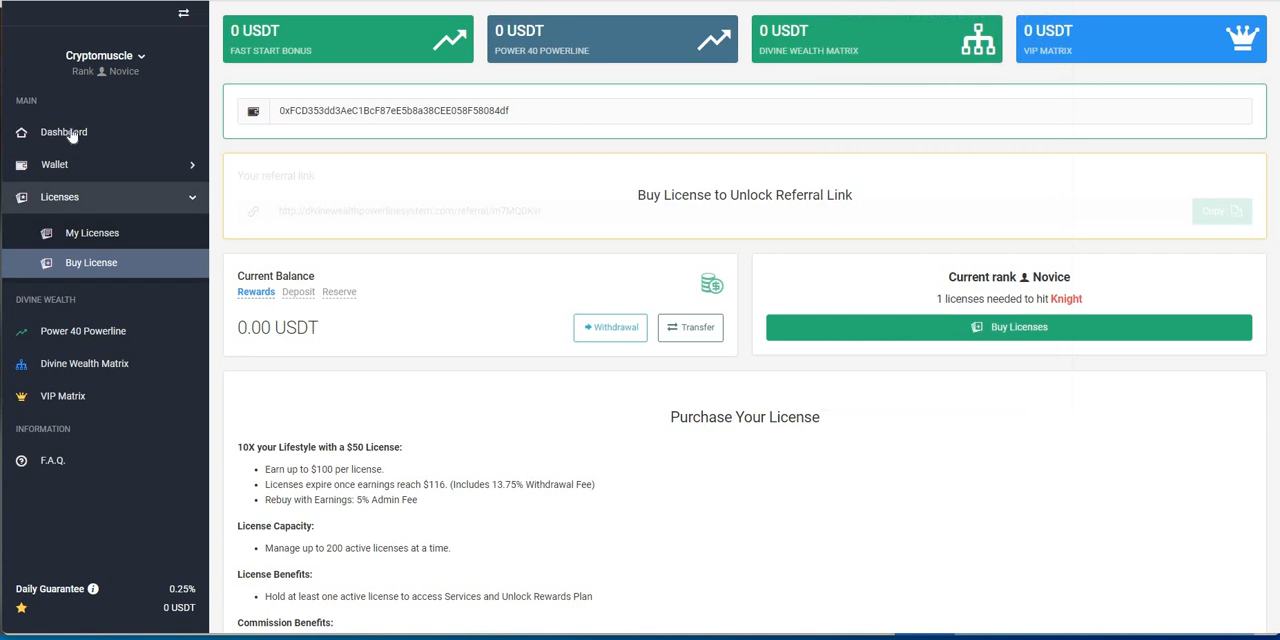 Cryptomuscle
Rank Novice
MAIN
Dashboard
Wallet
Licenses
My Licenses
Buy License
DIVINE WEALTH
Power 40 Powerline
Divine Wealth Matrix
VIP Matrix
INFORMATION
F.A.Q.
Daily Guarantee 0.25%
0 USDT
0 USDT
FAST START BONUS
0 USDT
POWER 40 POWERLINE
0 USDT
DIVINE WEALTH MATRIX
0 USDT
VIP MATRIX
0xFCD353dd3AeC1BcF87eE5b8a38CEE058F58084df
Your referral link
Buy License to Unlock Referral Link
Copy
Current Balance
Rewards Deposit Reserve
0.00 USDT
Withdrawal
Transfer
Current rank Novice
1 licenses needed to hit Knight
Buy Licenses
Purchase Your License
10X your Lifestyle with a $50 License:
• Earn up to $100 per license.
• Licenses expire once earnings reach $116. (Includes 13.75% Withdrawal Fee)
• Rebuy with Earnings: 5% Admin Fee
License Capacity:
• Manage up to 200 active licenses at a time.
License Benefits:
• Hold at least one active license to access Services and Unlock Rewards Plan
Commission Benefits: